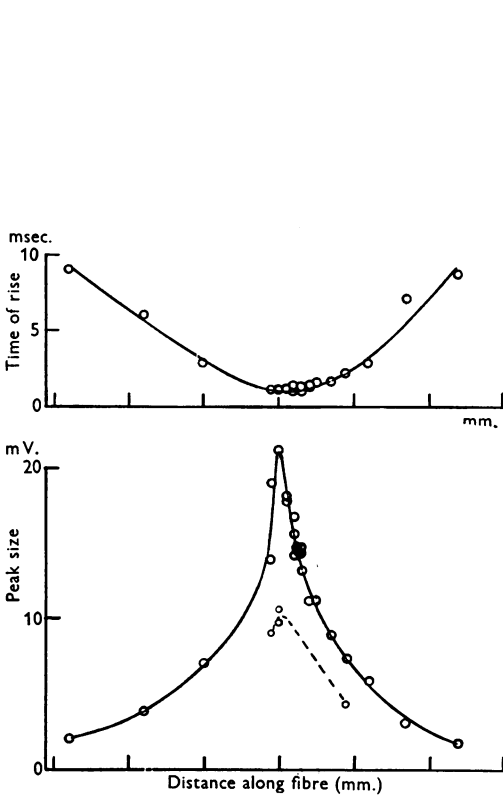 msec.
10
Time of rise
5
0
mm.
mV.
20
Peak size
10
0
Distance along fibre (mm.)